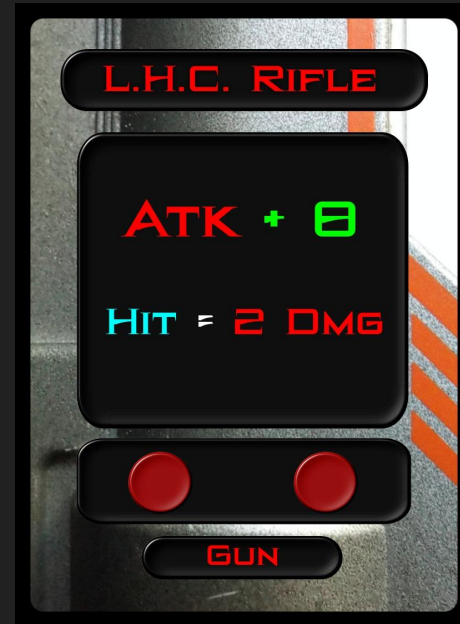 L.H.C. Rifle
Atk + 8
Hit = 2 Dmg
Gun